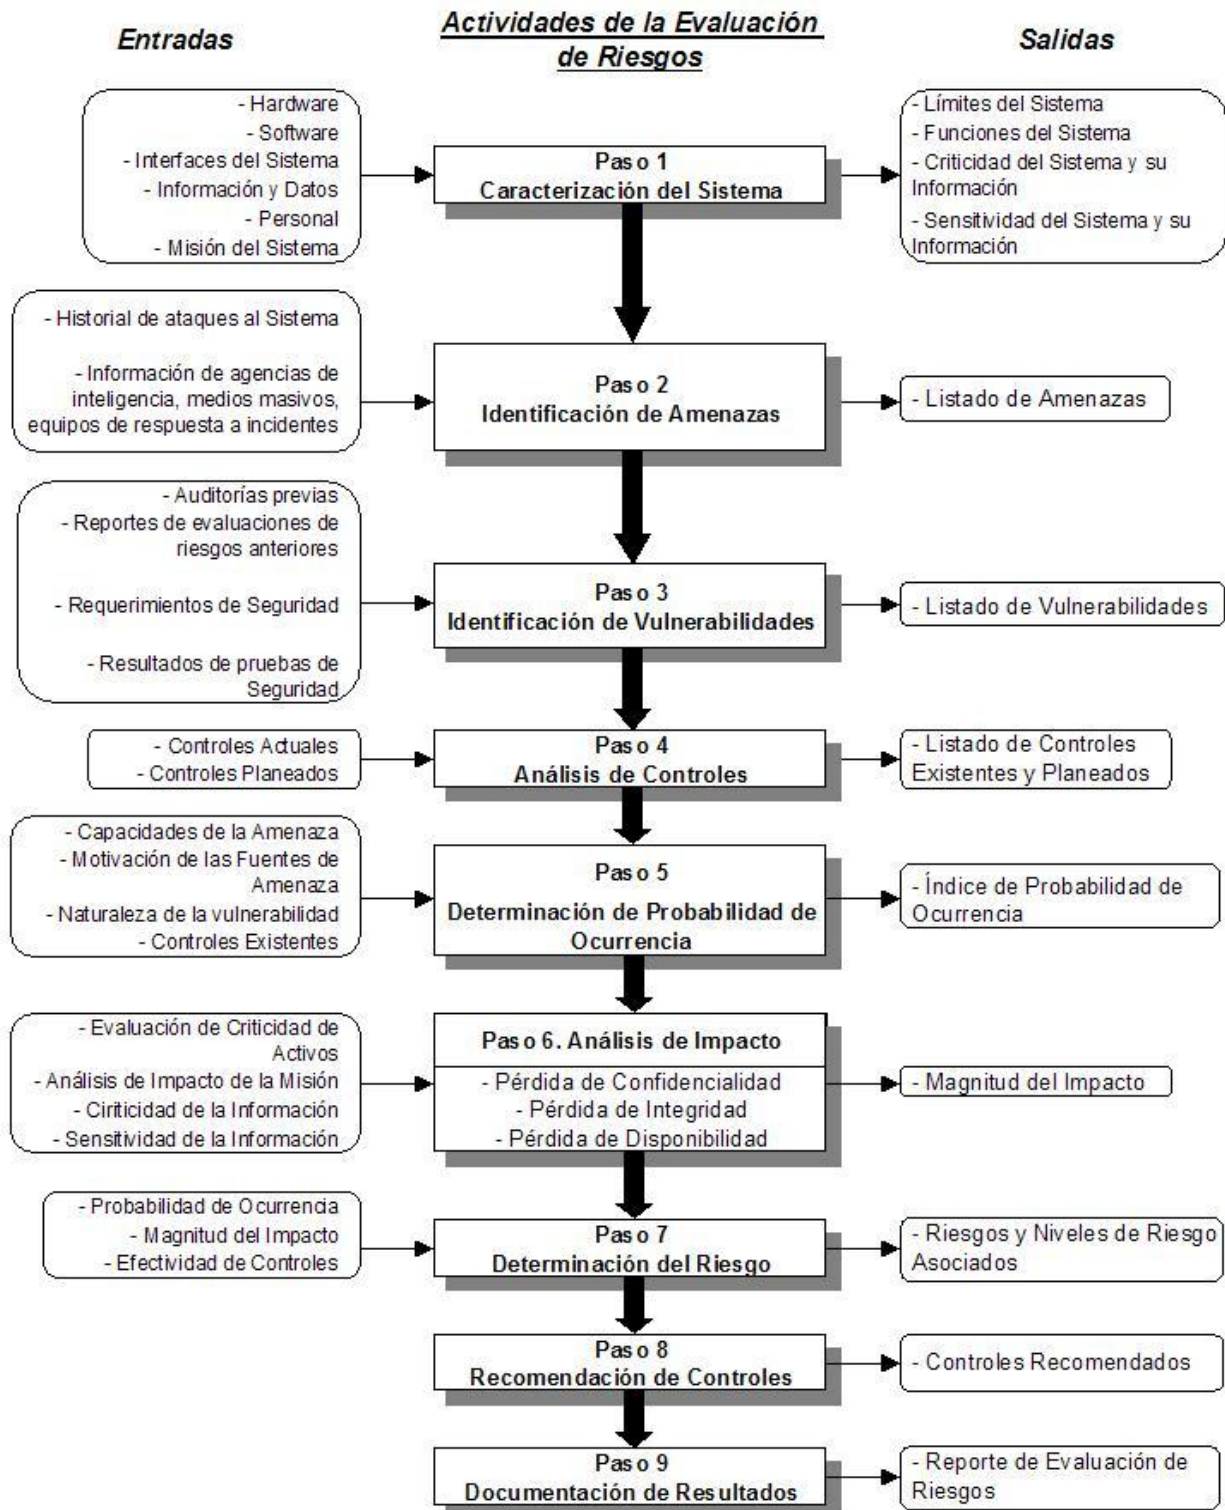 Entradas
Actividades de la Evaluación
de Riesgos
Salidas
- Hardware
- Software
- Interfaces del Sistema
- Información y Datos
- Personal
- Misión del Sistema
Paso 1
Caracterización del Sistema
- Límites del Sistema
- Funciones del Sistema
- Criticidad del Sistema y su
Información
- Sensitividad del Sistema y su
Información
- Historial de ataques al Sistema
- Información de agencias de
inteligencia, medios masivos,
equipos de respuesta a incidentes
Paso 2
Identificación de Amenazas
- Listado de Amenazas
- Auditorías previas
- Reportes de evaluaciones de
riesgos anteriores
- Requerimientos de Seguridad
- Resultados de pruebas de
Seguridad
Paso 3
Identificación de Vulnerabilidades
- Listado de Vulnerabilidades
- Controles Actuales
- Controles Planeados
Paso 4
Análisis de Controles
- Listado de Controles
Existentes y Planeados
- Capacidades de la Amenaza
- Motivación de las Fuentes de
Amenaza
- Naturaleza de la vulnerabilidad
- Controles Existentes
Paso 5
Determinación de Probabilidad de
Ocurrencia
- Índice de Probabilidad de
Ocurrencia
- Evaluación de Criticidad de
Activos
- Análisis de Impacto de la Misión
- Ciriticidad de la Información
- Sensitividad de la Información
Paso 6. Análisis de Impacto
- Pérdida de Confidencialidad
- Pérdida de Integridad
- Pérdida de Disponibilidad
- Magnitud del Impacto
- Probabilidad de Ocurrencia
- Magnitud del Impacto
- Efectividad de Controles
Paso 7
Determinación del Riesgo
- Riesgos y Niveles de Riesgo
Asociados
Paso 8
Recomendación de Controles
- Controles Recomendados
Paso 9
Documentación de Resultados
- Reporte de Evaluación de
Riesgos